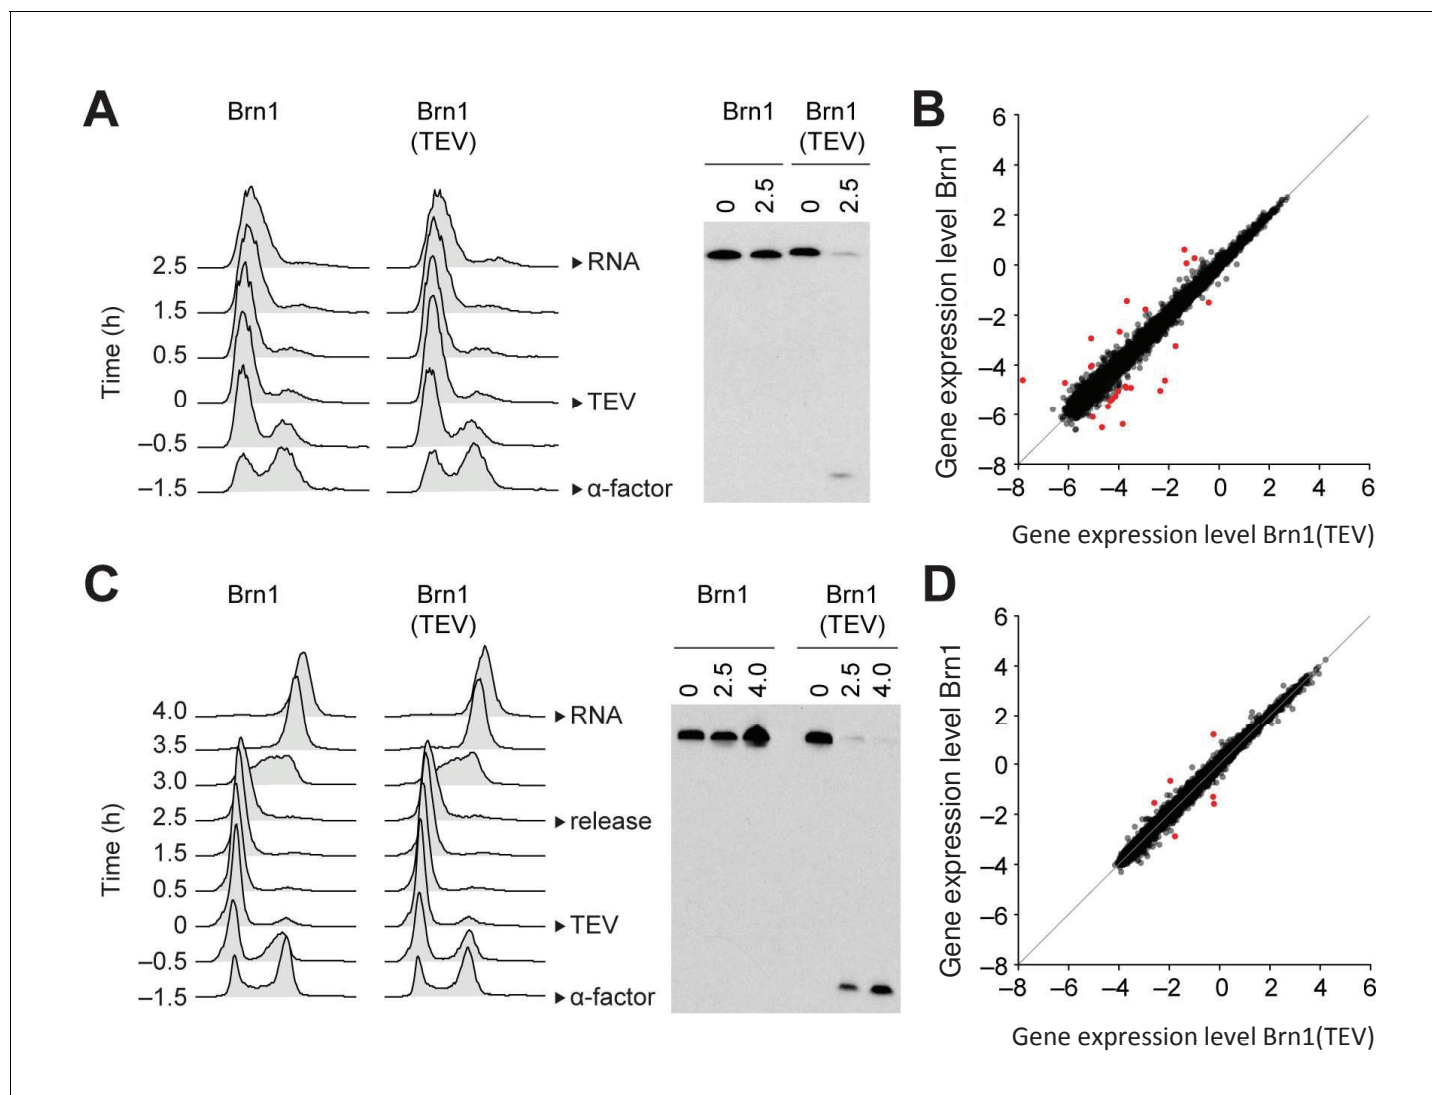 A
Brn1
Brn1
(TEV)
Time (h)
2.5
1.5
0.5
0
–0.5
–1.5
RNA
TEV
α-factor
Brn1
Brn1
(TEV)
0
2.5
0
2.5
B
Gene expression level Brn1
6
4
2
0
–2
–4
–6
–8
–8 –6 –4 –2 0 2 4 6
Gene expression level Brn1(TEV)
C
Brn1
Brn1
(TEV)
Time (h)
4.0
3.5
3.0
2.5
1.5
0.5
0
–0.5
–1.5
RNA
release
TEV
α-factor
Brn1
Brn1
(TEV)
0
2.5
4.0
0
2.5
4.0
D
Gene expression level Brn1
6
4
2
0
–2
–4
–6
–8
–8 –6 –4 –2 0 2 4 6
Gene expression level Brn1(TEV)